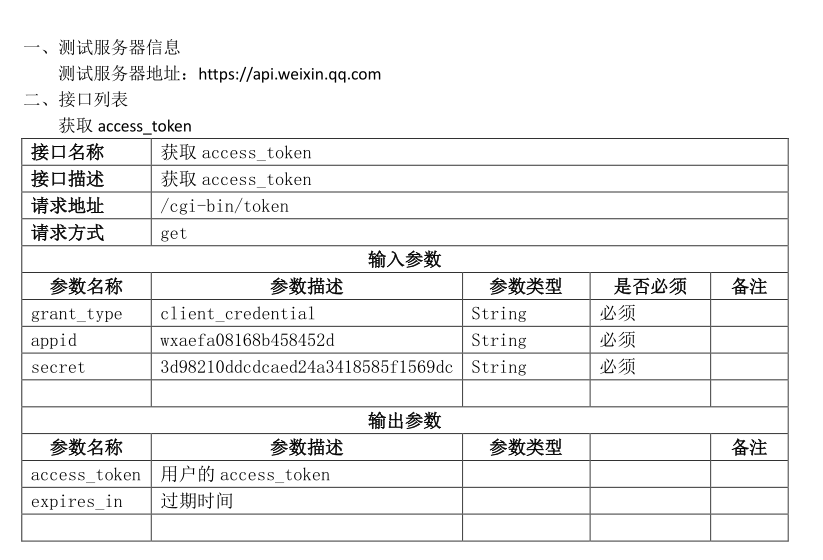 一、测试服务器信息
测试服务器地址：https://api.weixin.qq.com
二、接口列表
获取 access_token
接口名称 获取 access_token
接口描述 获取 access_token
请求地址 /cgi-bin/token
请求方式 get
输入参数
参数名称 参数描述 参数类型 是否必须 备注
grant_type client_credential String 必须
appid wxaefa08168b458452d String 必须
secret 3d98210ddcdcaed24a3418585f1569dc String 必须
输出参数
参数名称 参数描述 参数类型 备注
access_token 用户的 access_token
expires_in 过期时间